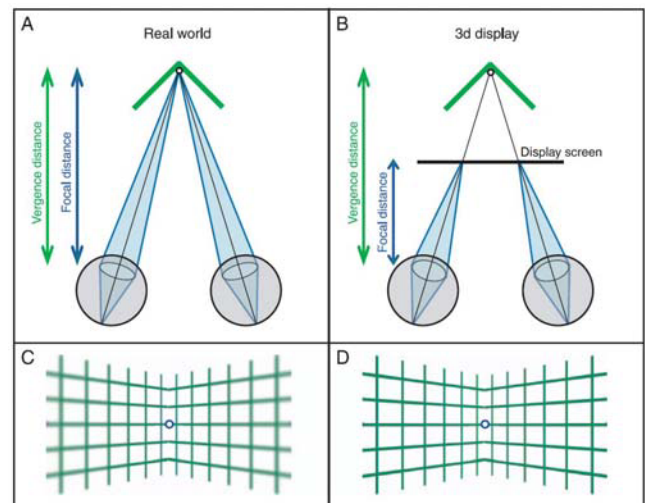 A
Real world
Vergence distance
Focal distance
B
3d display
Vergence distance
Focal distance
Display screen
C
D